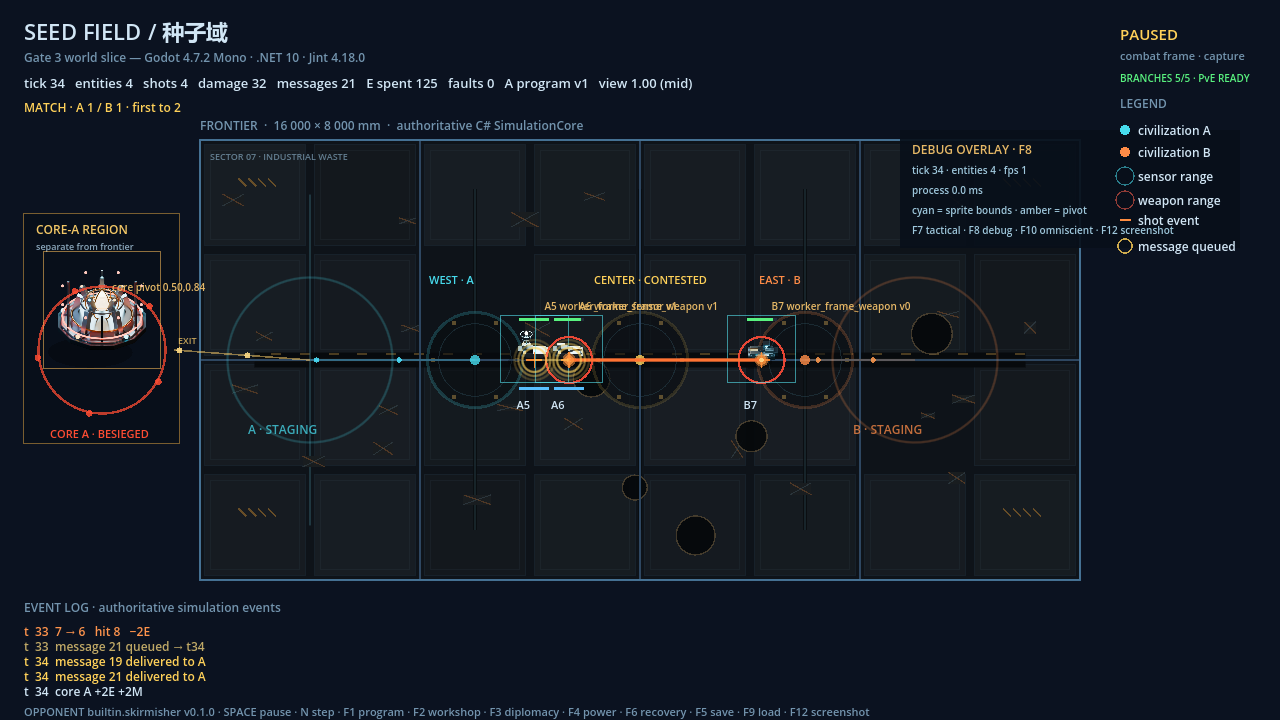 SEED FIELD / 种子域
Gate 3 world slice — Godot 4.7.2 Mono · .NET 10 · Jint 4.18.0
tick 34 entities 4 shots 4 damage 32 messages 21 E spent 125 faults 0 A program v1 view 1.00 (mid)
MATCH · A 1 / B 1 · first to 2
PAUSED
combat frame · capture
BRANCHES 5/5 · PvE READY
LEGEND
civilization A
civilization B
sensor range
weapon range
shot event
message queued
FRONTIER · 16 000 × 8 000 mm · authoritative C# SimulationCore
SECTOR 07 · INDUSTRIAL WASTE
DEBUG OVERLAY · F8
tick 34 · entities 4 · fps 1
process 0.0 ms
cyan = sprite bounds · amber = pivot
F7 tactical · F8 debug · F10 omniscient · F12 screenshot
CORE-A REGION
separate from frontier
core pivot 0.50,0.84
EXIT
CORE A · BESIEGED
WEST · A
CENTER · CONTESTED
EAST · B
A5 worker_frame
weapon v1
B7 worker_frame_weapon v0
A5
A6
B7
A · STAGING
B · STAGING
EVENT LOG · authoritative simulation events
t 33 7 → 6 hit 8 −2E
t 33 message 21 queued → t34
t 34 message 19 delivered to A
t 34 message 21 delivered to A
t 34 core A +2E +2M
OPPONENT builtin.skirmisher v0.1.0 · SPACE pause · N step · F1 program · F2 workshop · F3 diplomacy · F4 power · F6 recovery · F5 save · F9 load · F12 screenshot